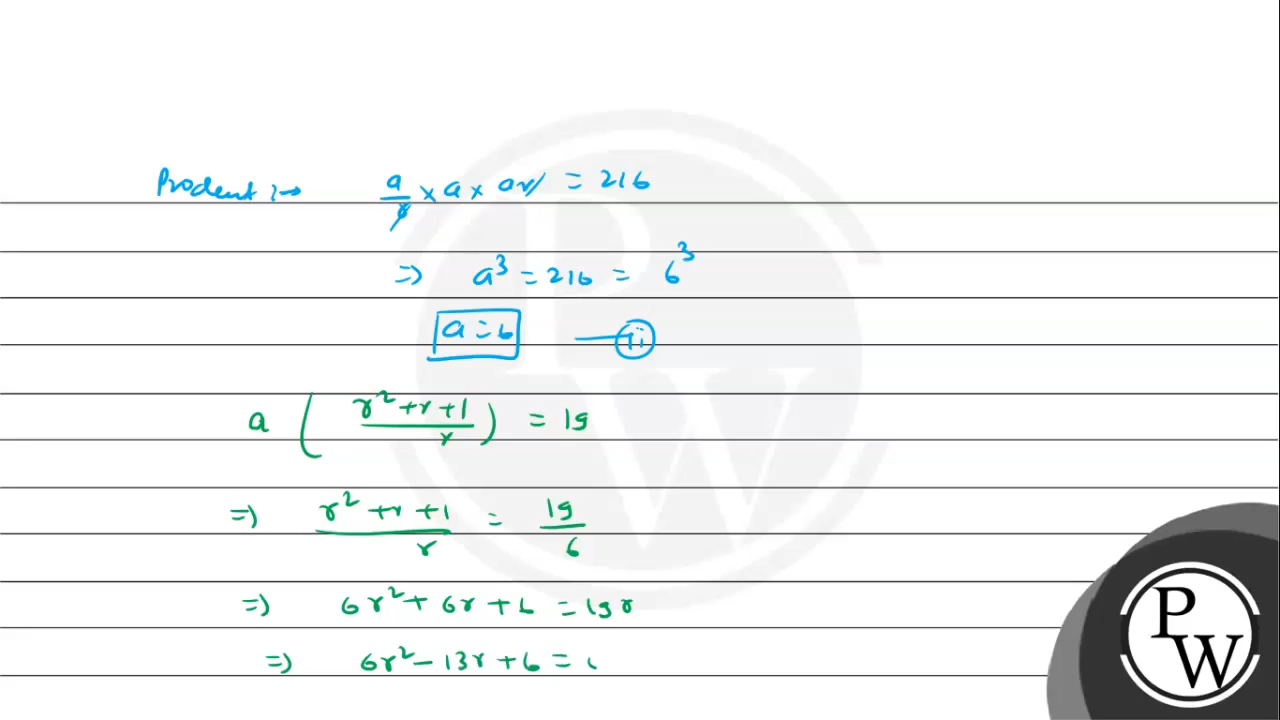 Product :→ a/r × a × ar = 216
⇒ a³ = 216 = 6³
a = 6 —(ii)
a ( r² + r + 1 / r ) = 19
⇒ r² + r + 1 / r = 19 / 6
⇒ 6r² + 6r + 6 = 19r
⇒ 6r² - 13r + 6 = (
P
W
P
W